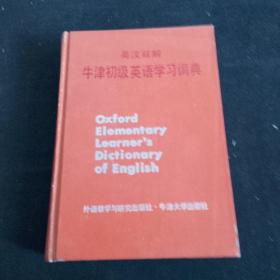 英汉双解
牛津初级英语学习词典
Oxford
Elementary
Learner's
Dictionary
of English
外语教学与研究出版社·牛津大学出版社